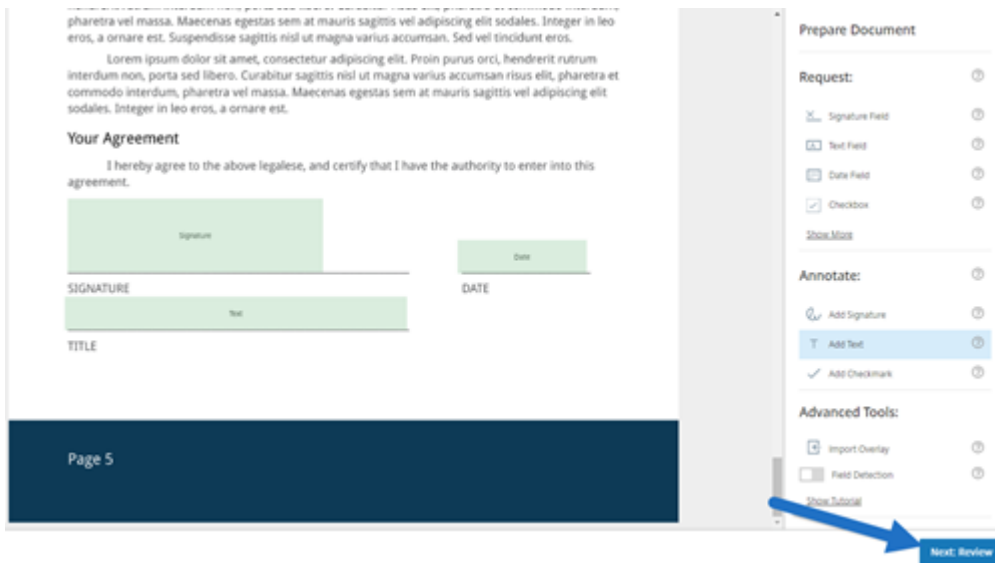 pharetra vel massa. Maecenas egestas sem at mauris sagittis vel adipiscing elit sodales. Integer in leo
eros, a ornare est. Suspendisse sagittis nisl ut magna varius accumsan. Sed vel tincidunt eros.
Lorem ipsum dolor sit amet, consectetur adipiscing elit. Proin purus orci, hendrerit rutrum
interdum non, porta sed libero. Curabitur sagittis nisl ut magna varius accumsan risus elit, pharetra et
commodo interdum, pharetra vel massa. Maecenas egestas sem at mauris sagittis vel adipiscing elit
sodales. Integer in leo eros, a ornare est.
Your Agreement
I hereby agree to the above legalese, and certify that I have the authority to enter into this
agreement.
Signature
Date
SIGNATURE
DATE
Text
TITLE
Page 5
Prepare Document
Request:
Signature Field
Text Field
Date Field
Checkbox
Show More
Annotate:
Add Signature
Add Text
Add Checkmark
Advanced Tools:
Import Overlay
Field Detection
Show Tutorial
Next: Review